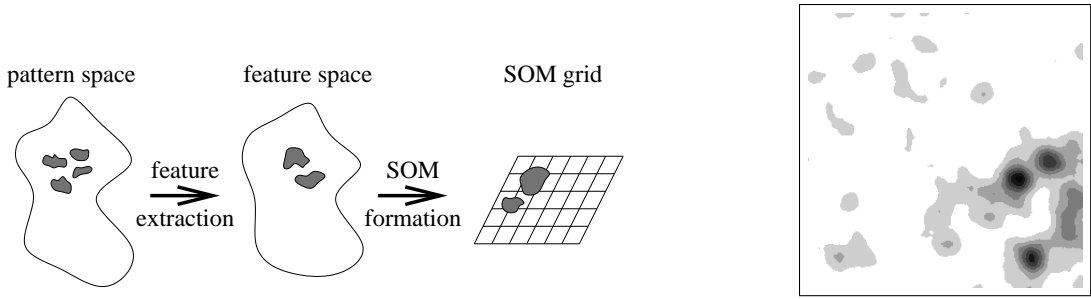 pattern space
feature space
SOM grid
feature
extraction
SOM
formation